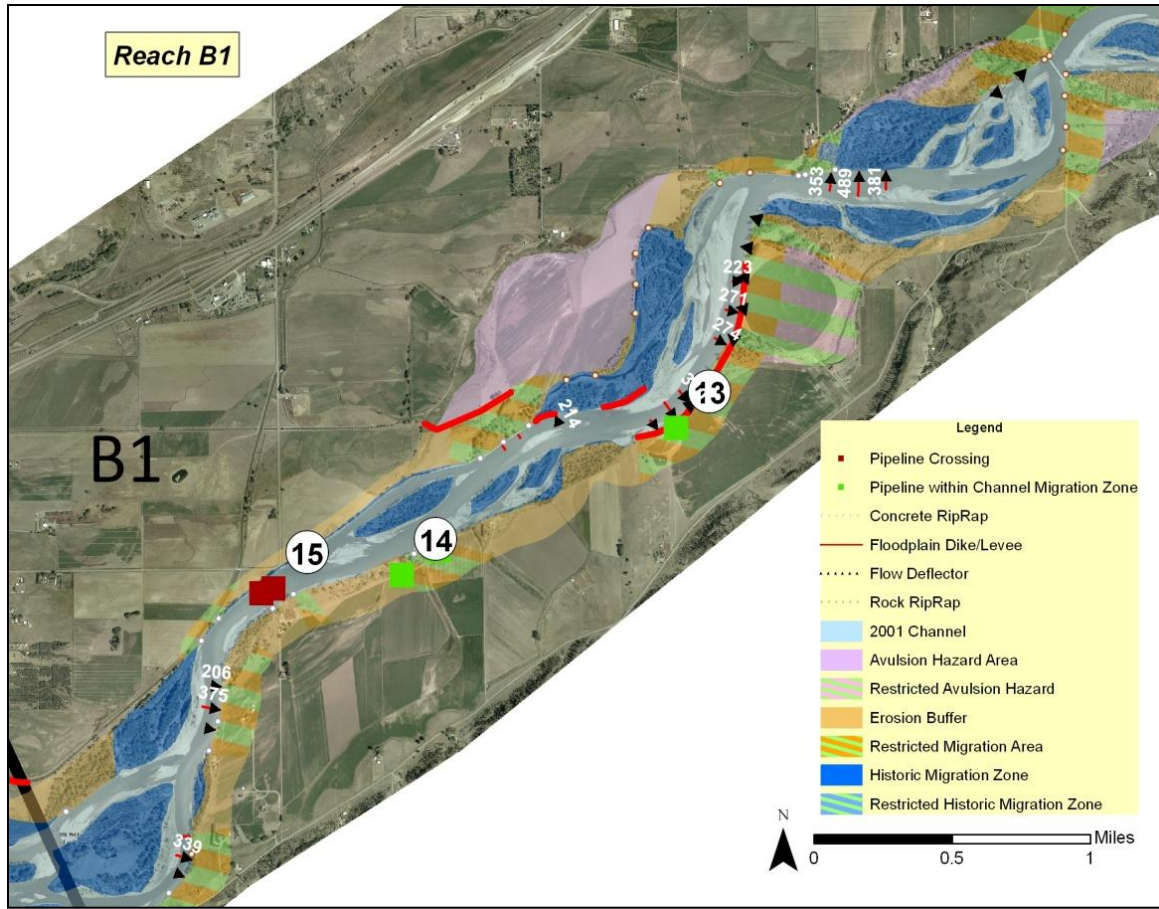 Reach B1
353
489
381
223
271
274
13
214
B1
15
14
206
375
339
Legend
Pipeline Crossing
Pipeline within Channel Migration Zone
Concrete RipRap
Floodplain Dike/Levee
Flow Deflector
Rock RipRap
2001 Channel
Avulsion Hazard Area
Restricted Avulsion Hazard
Erosion Buffer
Restricted Migration Area
Historic Migration Zone
Restricted Historic Migration Zone
N
Miles
0 0.5 1